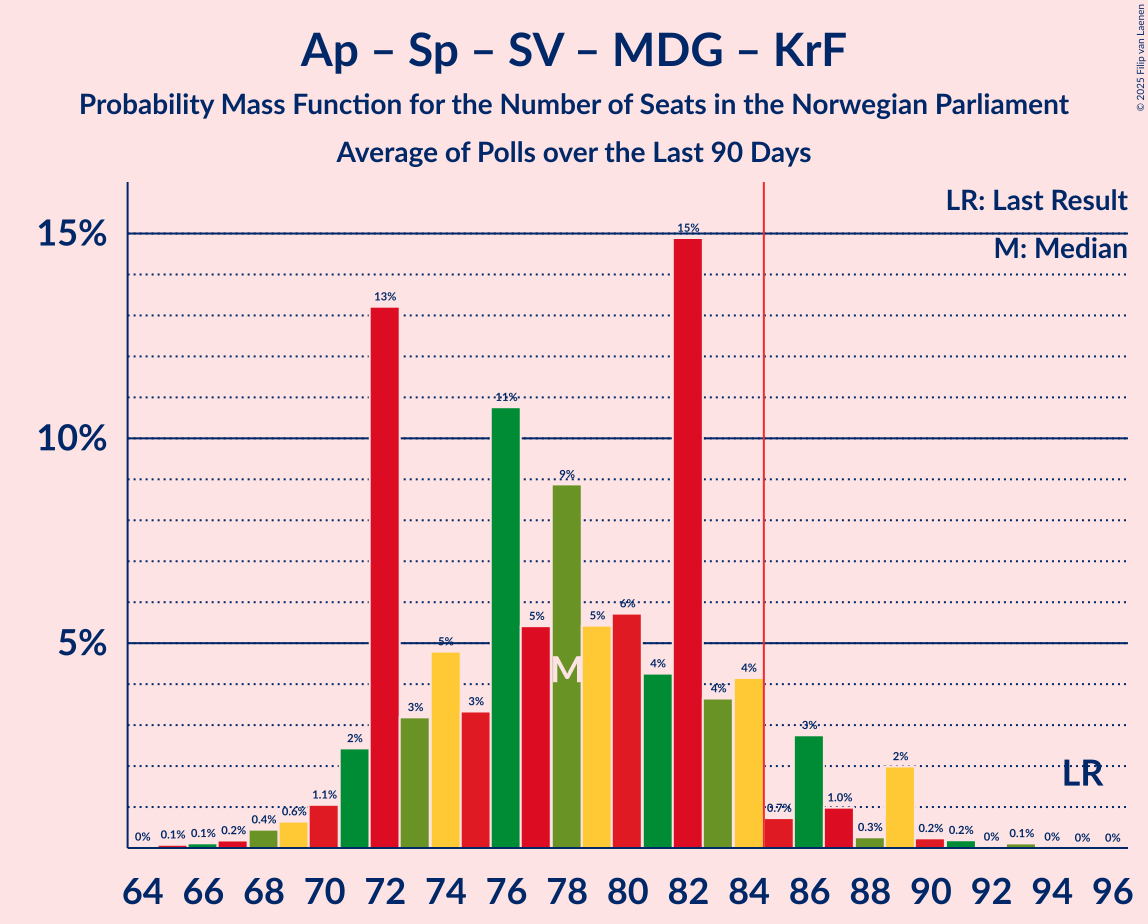 Ap – Sp – SV – MDG – KrF
Probability Mass Function for the Number of Seats in the Norwegian Parliament
Average of Polls over the Last 90 Days
© 2025 Filip van Laenen
LR: Last Result
M: Median
15%
10%
5%
0% 0.1% 0.1% 0.2% 0.4% 0.6% 1.1% 2% 13% 3% 5% 3% 11% 5% 9% 5% 6% 4% 15% 4% 4% 0.7% 3% 1.0% 0.3% 2% 0.2% 0.2% 0% 0.1% 0% 0% 0%
M
LR
64 66 68 70 72 74 76 78 80 82 84 86 88 90 92 94 96